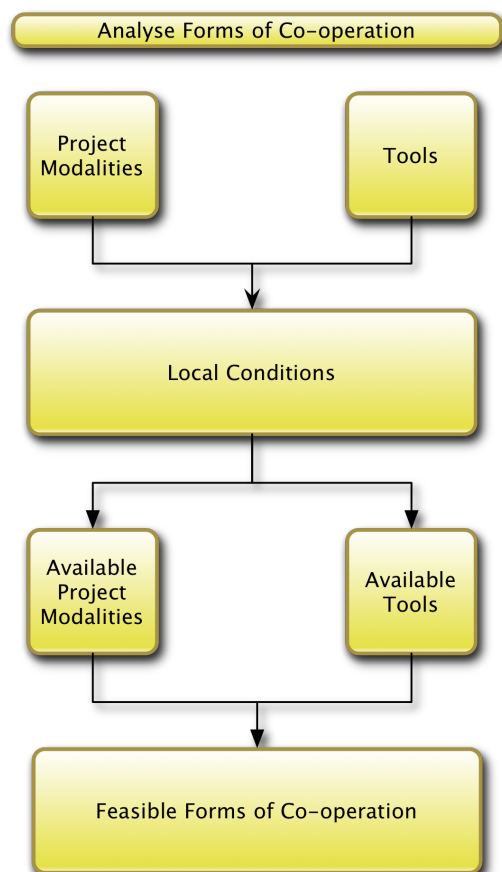 Analyse Forms of Co-operation
Project
Modalities
Tools
Local Conditions
Available
Project
Modalities
Available
Tools
Feasible Forms of Co-operation